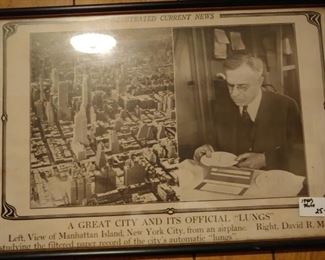 ILLUSTRATED CURRENT NEWS
25-
A GREAT CITY AND ITS OFFICIAL "LUNGS"
Left, View of Manhattan Island, New York City, from an airplane. Right, David R. M
studying the filtered paper record of the city's automatic "lungs"